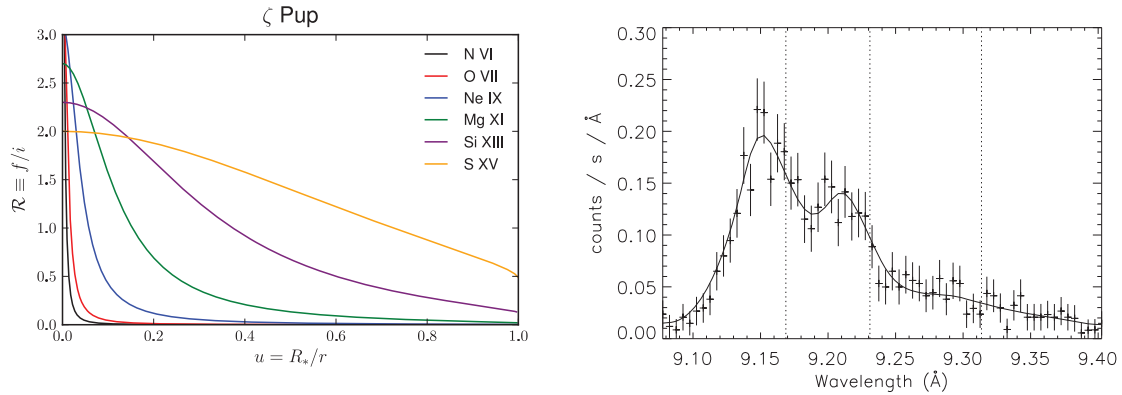 ζ Pup
3.0
2.5
2.0
1.5
1.0
0.5
0.0
ℛ ≡ f/i
N VI
O VII
Ne IX
Mg XI
Si XIII
S XV
0.0 0.2 0.4 0.6 0.8 1.0
u = R*/r
0.30
0.25
0.20
0.15
0.10
0.05
0.00
counts / s / Å
9.10 9.15 9.20 9.25 9.30 9.35 9.40
Wavelength (Å)